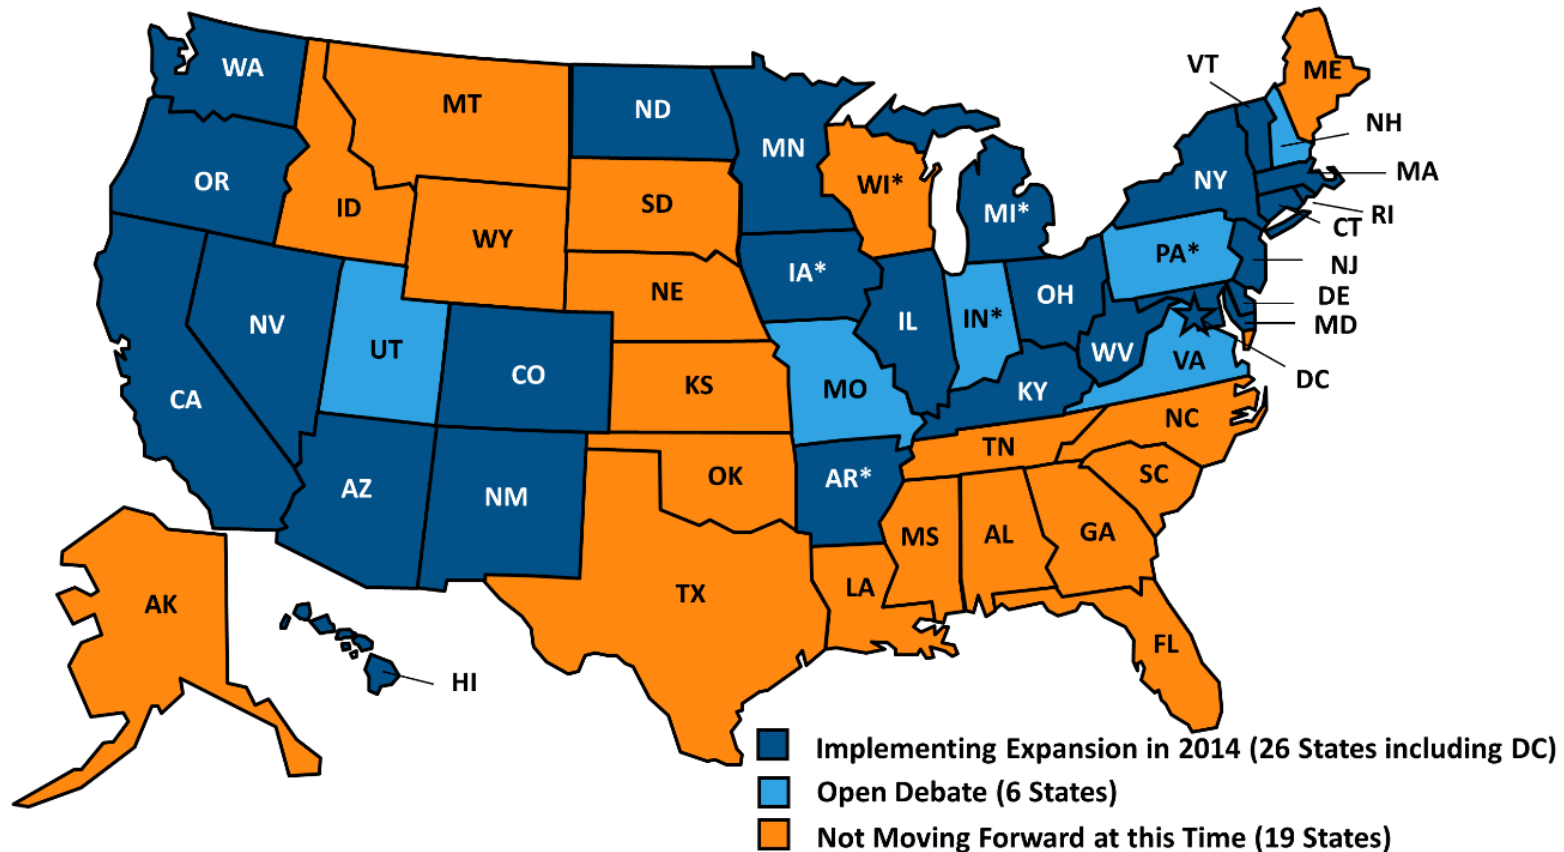 WA
MT
ND
MN
VT
ME
NH
OR
ID
SD
WI*
MI*
NY
MA
RI
CT
WY
IA*
PA*
NJ
NE
OH
DE
NV
UT
IL
IN*
MD
CO
KS
MO
WV
VA
DC
CA
KY
NC
TN
AZ
NM
OK
AR*
SC
MS
AL
GA
AK
TX
LA
FL
HI
Implementing Expansion in 2014 (26 States including DC)
Open Debate (6 States)
Not Moving Forward at this Time (19 States)